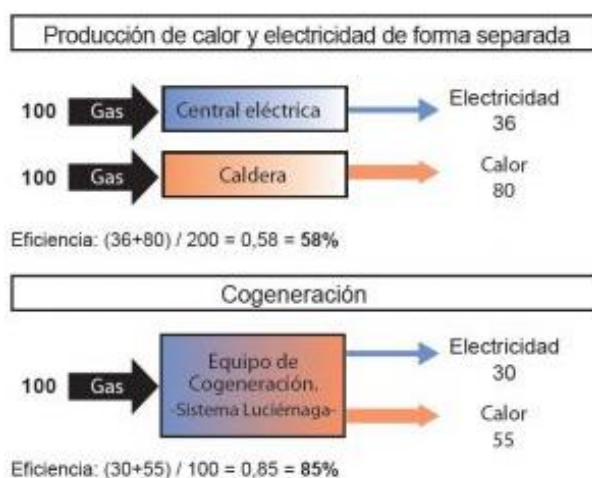 Producción de calor y electricidad de forma separada
100 Gas Central eléctrica Electricidad
36
100 Gas Caldera Calor
80
Eficiencia: (36+80) / 200 = 0,58 = 58%
Cogeneración
Electricidad
30
100 Gas Equipo de
Cogeneración.
-Sistema Luciérnaga-
Calor
55
Eficiencia: (30+55) / 100 = 0,85 = 85%